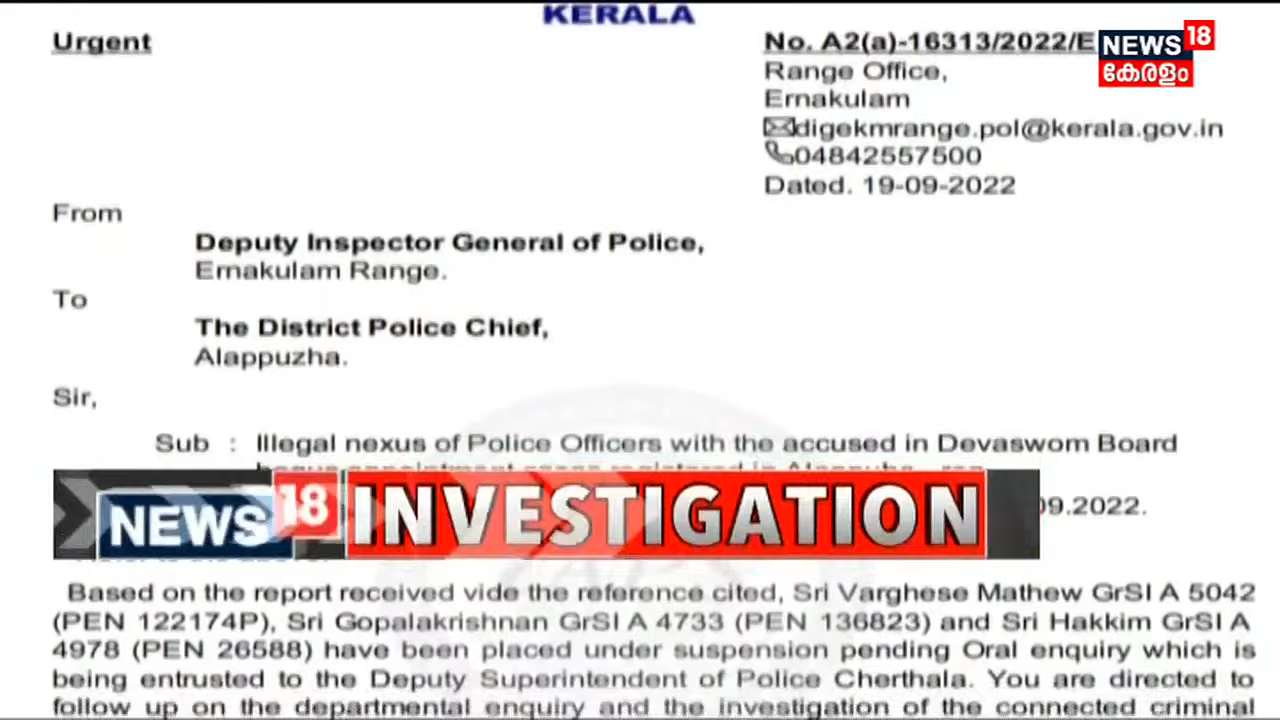 KERALA
Urgent
No. A2(a)-16313/2022/E
Range Office,
Ernakulam
digekmrange.pol@kerala.gov.in
04842557500
Dated. 19-09-2022
NEWS 18
കേരളം
From
Deputy Inspector General of Police,
Ernakulam Range.
To
The District Police Chief,
Alappuzha.
Sir,
Sub : Illegal nexus of Police Officers with the accused in Devaswom Board
09.2022.
NEWS 18 INVESTIGATION
Based on the report received vide the reference cited, Sri Varghese Mathew GrSI A 5042
(PEN 122174P), Sri Gopalakrishnan GrSI A 4733 (PEN 136823) and Sri Hakkim GrSI A
4978 (PEN 26588) have been placed under suspension pending Oral enquiry which is
being entrusted to the Deputy Superintendent of Police Cherthala. You are directed to
follow up on the departmental enquiry and the investigation of the connected criminal